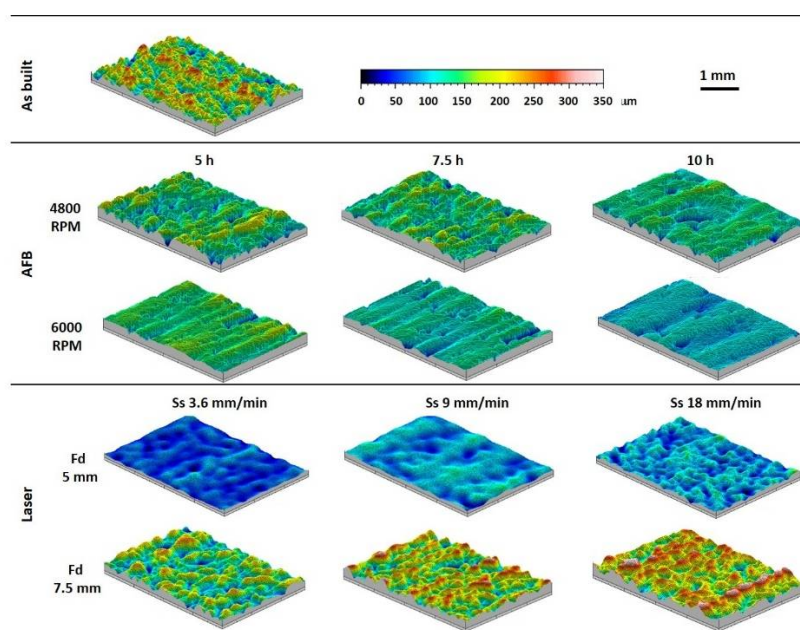 As built
0 50 100 150 200 250 300 350 um
1 mm
5 h 7.5 h 10 h
AFB
4800
RPM
6000
RPM
Ss 3.6 mm/min Ss 9 mm/min Ss 18 mm/min
Laser
Fd
5 mm
Fd
7.5 mm